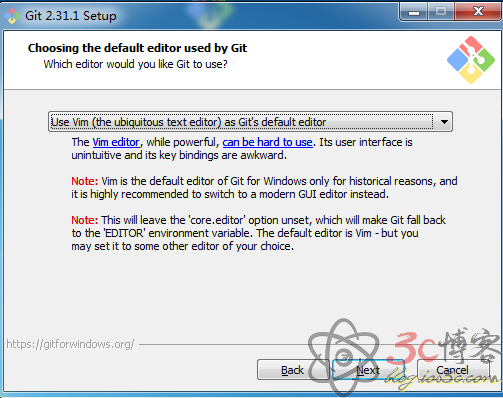 Git 2.31.1 Setup
Choosing the default editor used by Git
Which editor would you like Git to use?
Use Vim (the ubiquitous text editor) as Git's default editor
The Vim editor, while powerful, can be hard to use. Its user interface is
unintuitive and its key bindings are awkward.
Note: Vim is the default editor of Git for Windows only for historical reasons, and
it is highly recommended to switch to a modern GUI editor instead.
Note: This will leave the 'core.editor' option unset, which will make Git fall back
to the 'EDITOR' environment variable. The default editor is Vim - but you
may set it to some other editor of your choice.
https://gitforwindows.org/
3c博客
Back
Next
Cancel